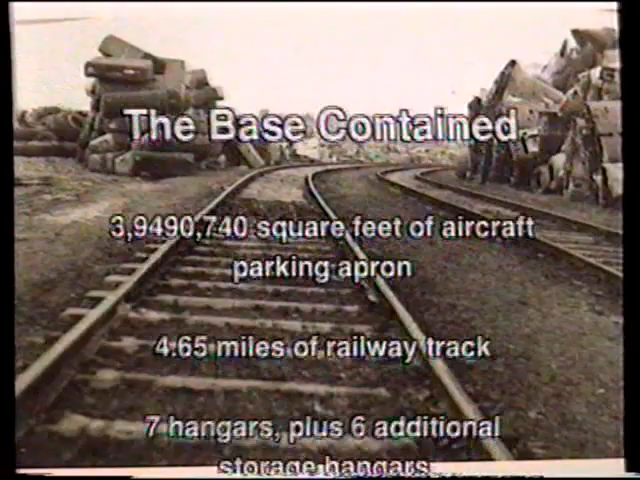 The Base Contained
3,9490,740 square feet of aircraft
parking apron
4.65 miles of railway track
7 hangars, plus 6 additional
storage hangars